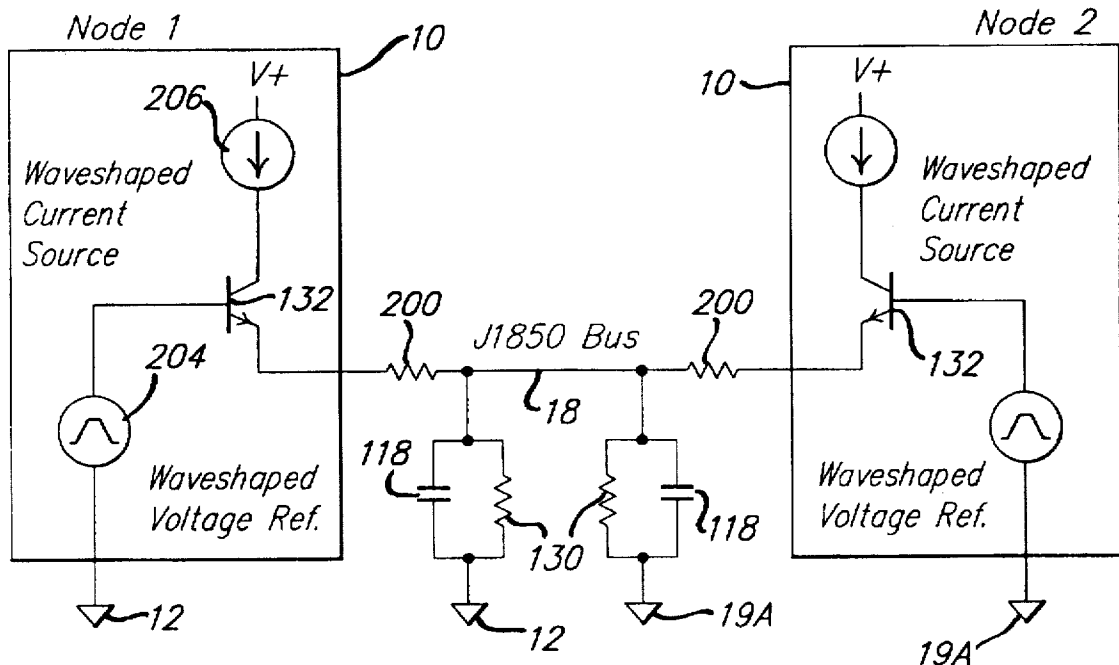 Node 1
10
V+
206
Waveshaped
Current
Source
132
204
Waveshaped
Voltage Ref.
12
200
J1850 Bus
18
200
118
130
118
12
19A
Node 2
10
V+
Waveshaped
Current
Source
132
Waveshaped
Voltage Ref.
19A